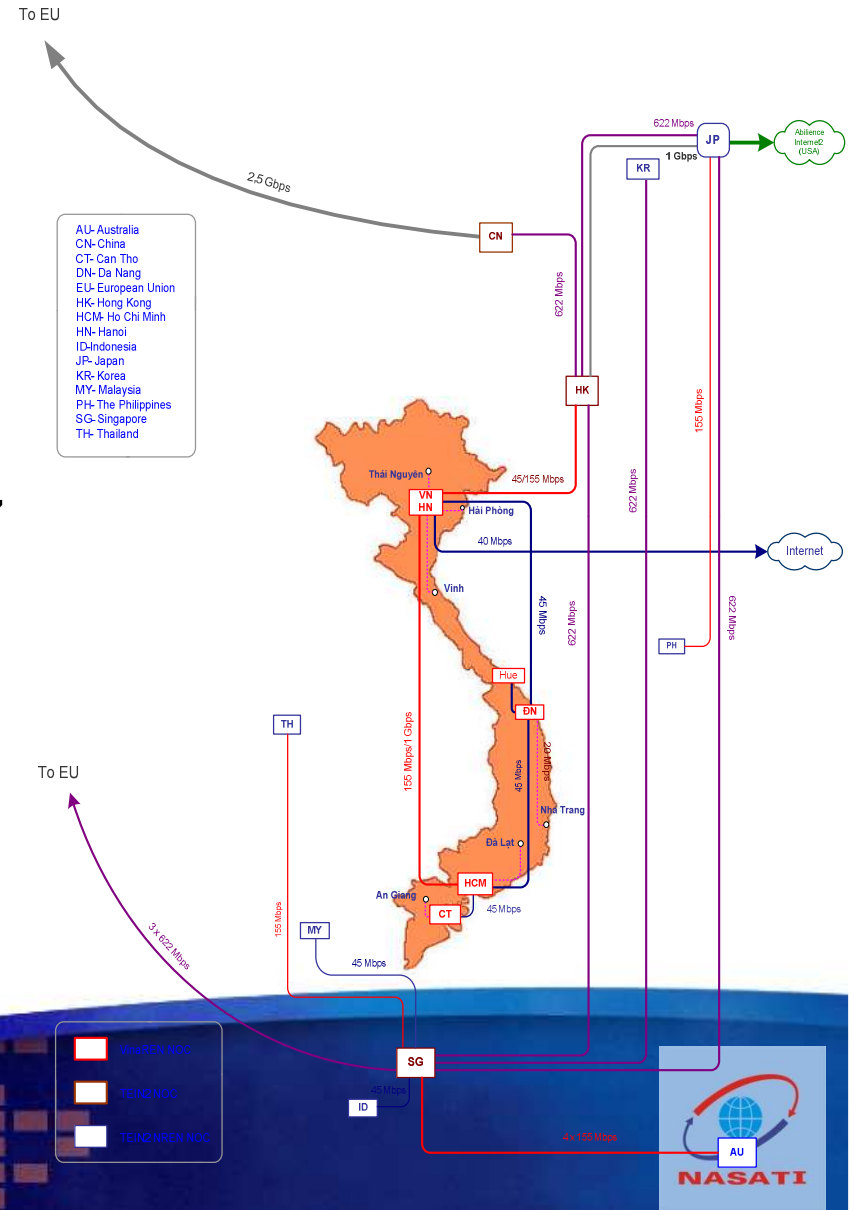 To EU
622 Mbps
JP
Abilience
Internet2
(USA)
1 Gbps
KR
2,5 Gbps
CN
AU- Australia
CN- China
CT- Can Tho
DN- Da Nang
EU- European Union
HK- Hong Kong
HCM- Ho Chi Minh
HN- Hanoi
ID-Indonesia
JP- Japan
KR- Korea
MY- Malaysia
PH- The Philippines
SG- Singapore
TH- Thailand
622 Mbps
HK
155 Mbps
Thái Nguyên
45/155 Mbps
622 Mbps
VN
HN
Hải Phòng
40 Mbps
Internet
Vinh
45 Mbps
622 Mbps
622 Mbps
PH
Hue
ĐN
TH
155 Mbps/1 Gbps
45 Mbps
20 Mbps
To EU
Nha Trang
Đà Lạt
HCM
An Giang
CT
45 Mbps
155 Mbps
MY
3 x 622 Mbps
45 Mbps
SG
45 Mbps
ID
4 x 155 Mbps
AU
NASATI